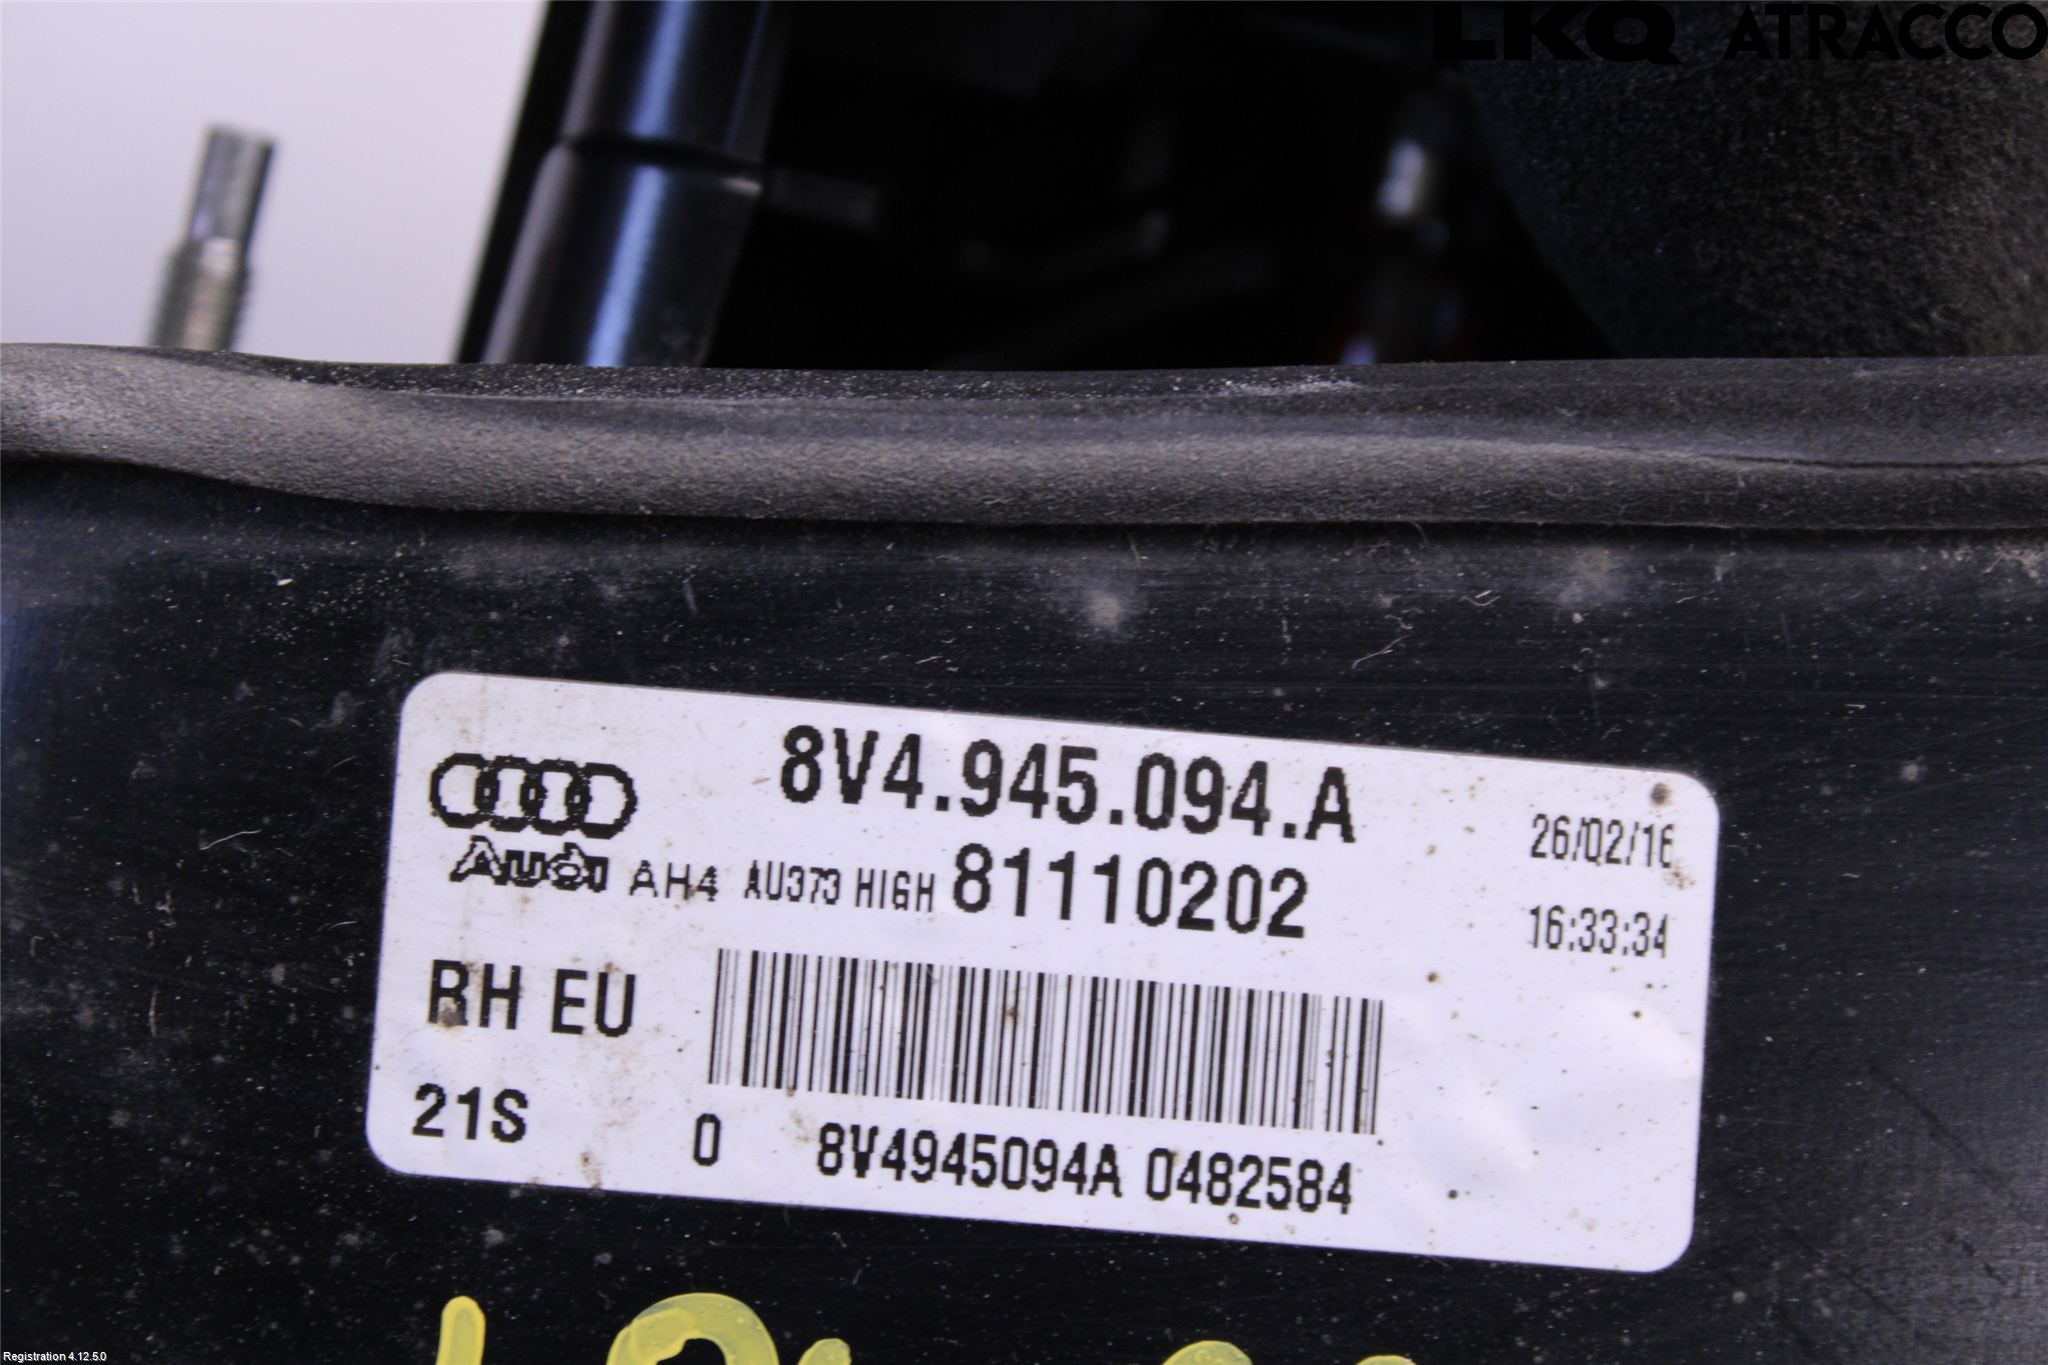 LKQ ATRACCO
8V4.945.094.A
26/02/16
Audi AH4 AU373 HIGH 81110202
16:33:34
RH EU
21S
0 8V4945094A 0482584
Registration 4.12.5.0